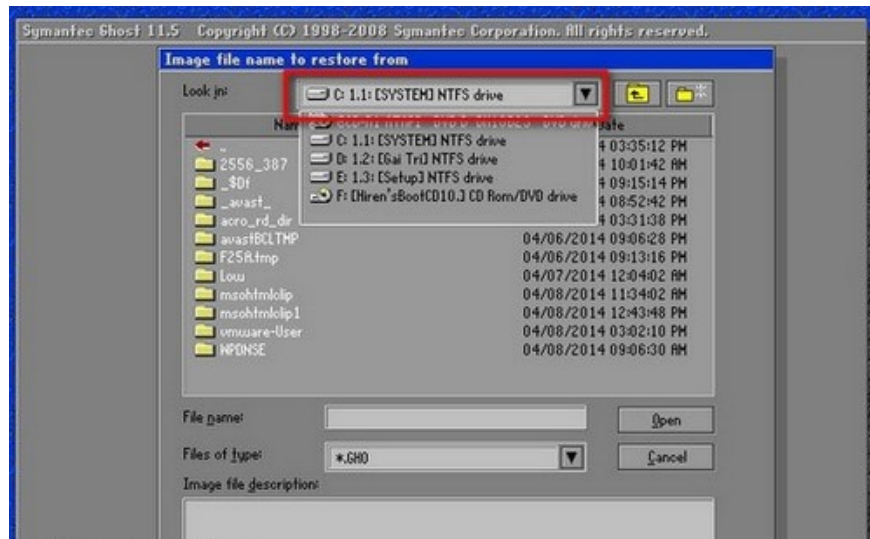 Symantec Ghost 11.5 Copyright (C) 1998-2008 Symantec Corporation. All rights reserved.
Image file name to restore from
Look in:
C: 1.1: [SYSTEM] NTFS drive
Nam
Date
C: 1.1: [SYSTEM] NTFS drive
D: 1.2: [Gai Tri] NTFS drive
E: 1.3: [Setup] NTFS drive
F: [Hiren'sBootCD10.] CD Rom/DVD drive
..
4 03:35:12 PM
2556_387 4 10:01:42 AM
_$Df 4 09:15:14 PM
_avast_ 4 08:52:42 PM
acro_rd_dir 4 03:31:38 PM
avastBCLTMP 04/06/2014 09:06:28 PM
F25A.tmp 04/06/2014 09:13:16 PM
Low 04/07/2014 12:04:02 AM
msohtmlclip 04/08/2014 11:34:02 AM
msohtmlclip1 04/08/2014 12:43:48 PM
vmware-User 04/08/2014 03:02:10 PM
WPDNSE 04/08/2014 09:06:30 AM
File name:
Open
Files of type: *.GHO
Cancel
Image file description: